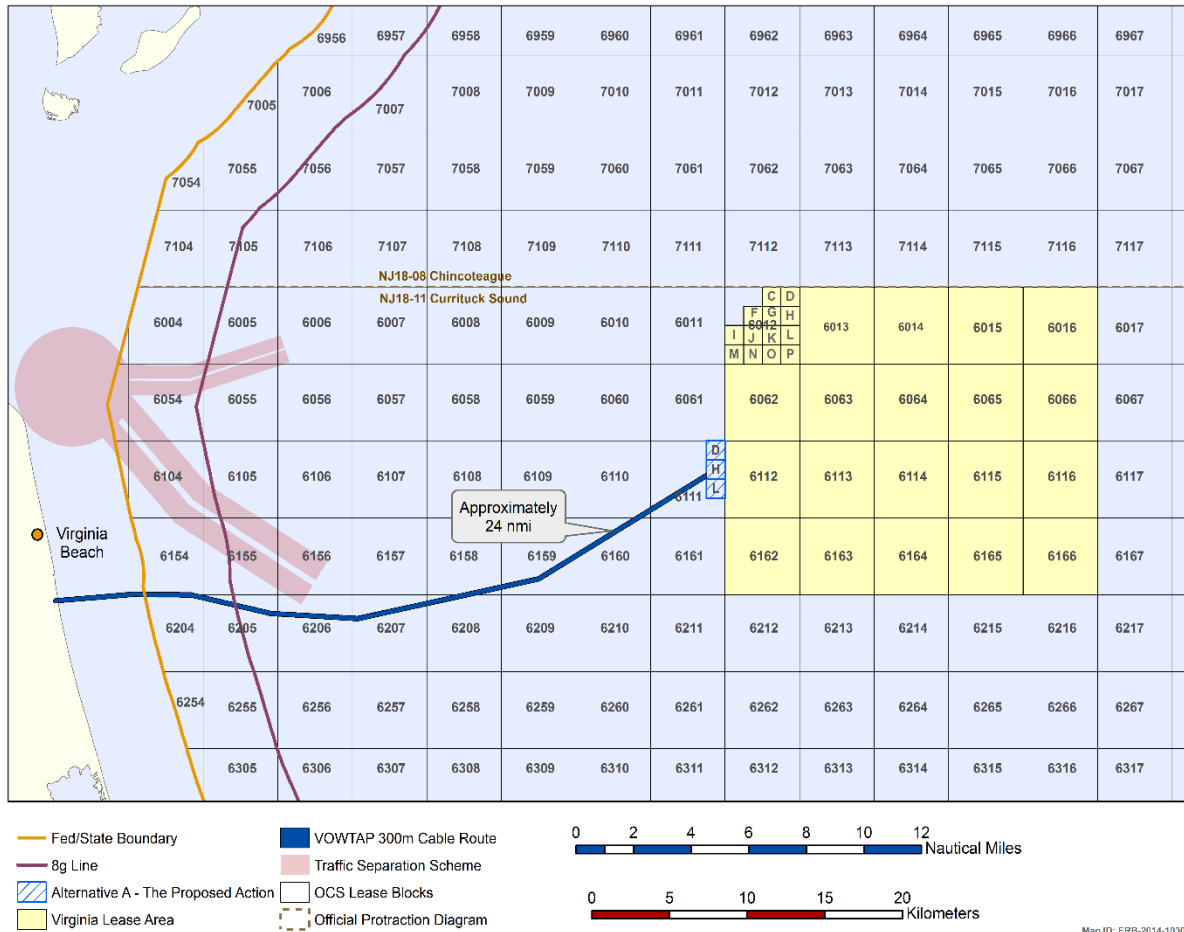 6956 6957 6958 6959 6960 6961 6962 6963 6964 6965 6966 6967
7005 7006 7007 7008 7009 7010 7011 7012 7013 7014 7015 7016 7017
7054 7055 7056 7057 7058 7059 7060 7061 7062 7063 7064 7065 7066 7067
7104 7105 7106 7107 7108 7109 7110 7111 7112 7113 7114 7115 7116 7117
NJ18-08 Chincoteague
NJ18-11 Currituck Sound
C D
F G H
6004 6005 6006 6007 6008 6009 6010 6011 6012 6013 6014 6015 6016 6017
I J K L
M N O P
6054 6055 6056 6057 6058 6059 6060 6061 6062 6063 6064 6065 6066 6067
D
H
L
6104 6105 6106 6107 6108 6109 6110 6111 6112 6113 6114 6115 6116 6117
Approximately
24 nmi
Virginia
Beach
6154 6155 6156 6157 6158 6159 6160 6161 6162 6163 6164 6165 6166 6167
6204 6205 6206 6207 6208 6209 6210 6211 6212 6213 6214 6215 6216 6217
6254 6255 6256 6257 6258 6259 6260 6261 6262 6263 6264 6265 6266 6267
6305 6306 6307 6308 6309 6310 6311 6312 6313 6314 6315 6316 6317
Fed/State Boundary
8g Line
Alternative A - The Proposed Action
Virginia Lease Area
VOWTAP 300m Cable Route
Traffic Separation Scheme
OCS Lease Blocks
Official Protraction Diagram
0 2 4 6 8 10 12
Nautical Miles
0 5 10 15 20
Kilometers
Map ID: ERB-2014-1030